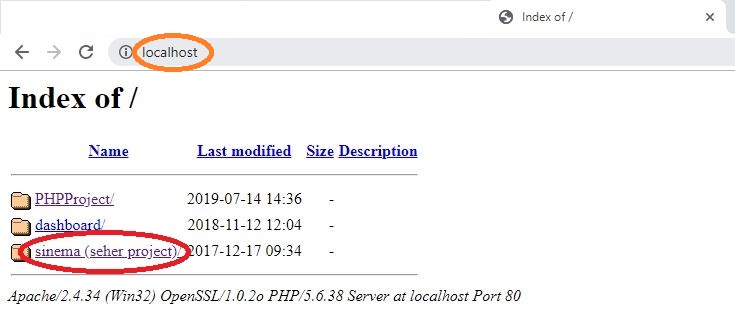 Index of /
localhost
Index of /
Name Last modified Size Description
PHPProject/ 2019-07-14 14:36 -
dashboard/ 2018-11-12 12:04 -
sinema (seher project)/ 2017-12-17 09:34 -
Apache/2.4.34 (Win32) OpenSSL/1.0.2o PHP/5.6.38 Server at localhost Port 80